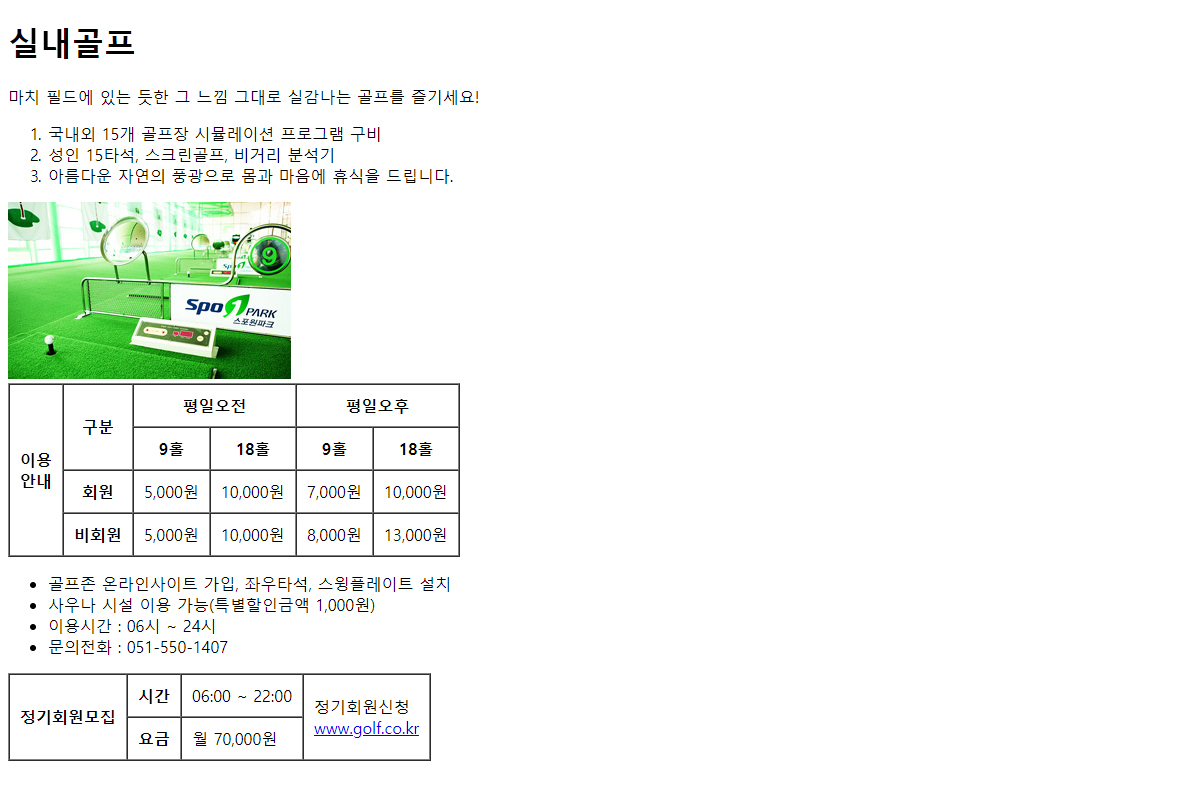 실내골프
마치 필드에 있는 듯한 그 느낌 그대로 실감나는 골프를 즐기세요!
1. 국내외 15개 골프장 시뮬레이션 프로그램 구비
2. 성인 15타석, 스크린골프, 비거리 분석기
3. 아름다운 자연의 풍광으로 몸과 마음에 휴식을 드립니다.
9
Spo1 PARK
스포원파크
이용
안내
구분
평일오전 평일오후
9홀 18홀 9홀 18홀
회원 5,000원 10,000원 7,000원 10,000원
비회원 5,000원 10,000원 8,000원 13,000원
• 골프존 온라인사이트 가입, 좌우타석, 스윙플레이트 설치
• 사우나 시설 이용 가능(특별할인금액 1,000원)
• 이용시간 : 06시 ~ 24시
• 문의전화 : 051-550-1407
정기회원모집
시간 06:00 ~ 22:00
요금 월 70,000원
정기회원신청
www.golf.co.kr